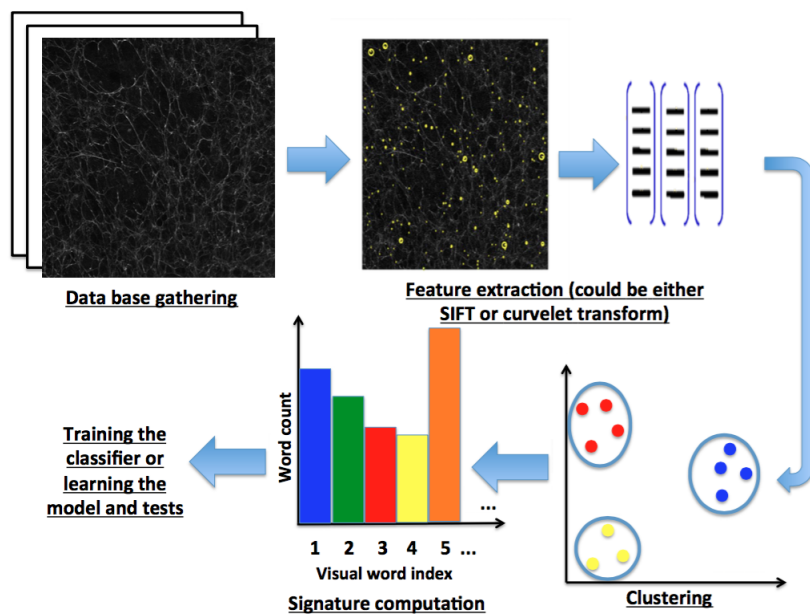 Data base gathering
Feature extraction (could be either
SIFT or curvelet transform)
Clustering
Word count
...
1 2 3 4 5 ...
Visual word index
Signature computation
Training the
classifier or
learning the
model and tests